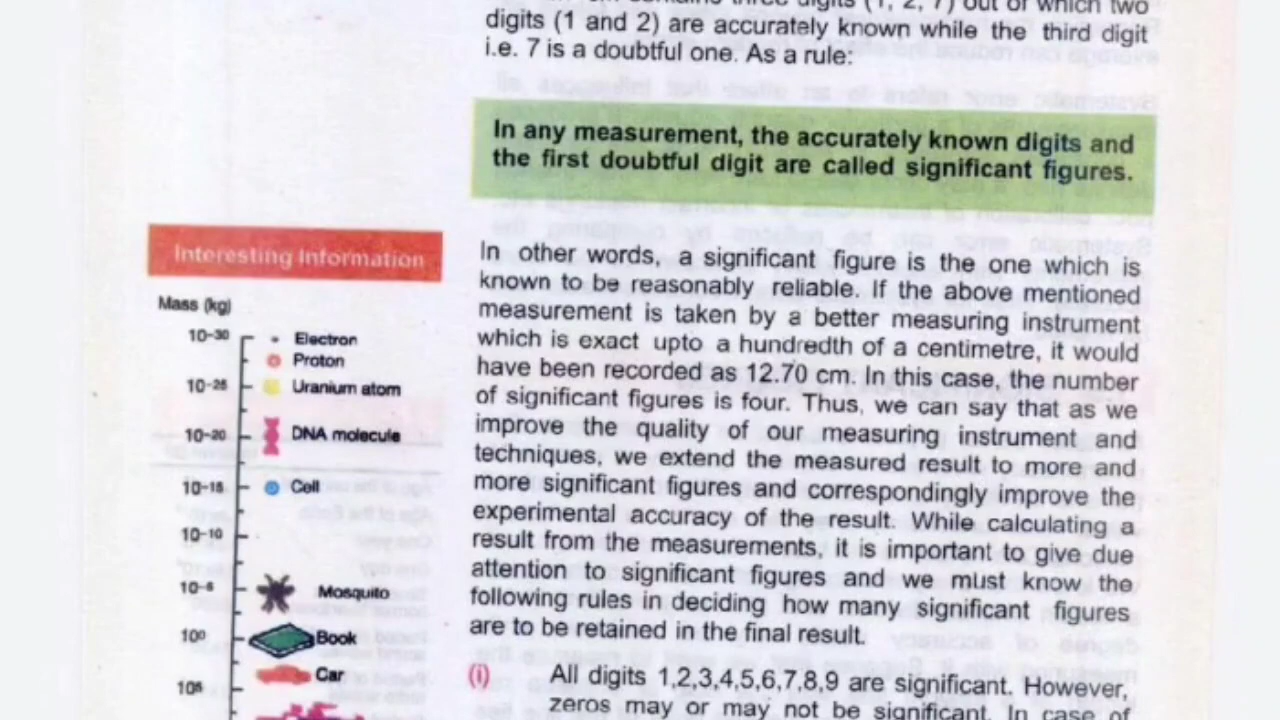 digits (1, 2, 7) out of which two
digits (1 and 2) are accurately known while the third digit
i.e. 7 is a doubtful one. As a rule:
In any measurement, the accurately known digits and
the first doubtful digit are called significant figures.
Interesting Information
Mass (kg)
10-30 Electron
Proton
10-25 Uranium atom
10-20 DNA molecule
10-15 Cell
10-10
Mosquito
10⁰ Book
Car
10⁵
In other words, a significant figure is the one which is
known to be reasonably reliable. If the above mentioned
measurement is taken by a better measuring instrument
which is exact upto a hundredth of a centimetre, it would
have been recorded as 12.70 cm. In this case, the number
of significant figures is four. Thus, we can say that as we
improve the quality of our measuring instrument and
techniques, we extend the measured result to more and
more significant figures and correspondingly improve the
experimental accuracy of the result. While calculating a
result from the measurements, it is important to give due
attention to significant figures and we must know the
following rules in deciding how many significant figures
are to be retained in the final result.
(i) All digits 1,2,3,4,5,6,7,8,9 are significant. However,
zeros may or may not be significant. In case of